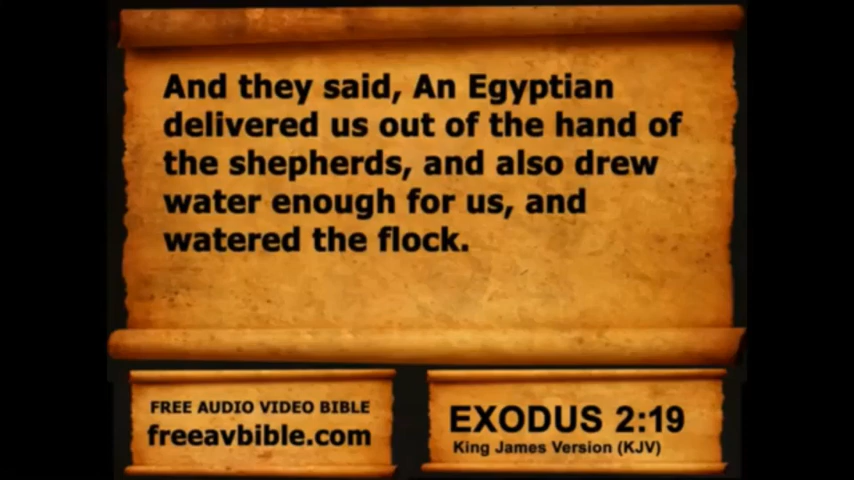 And they said, An Egyptian
delivered us out of the hand of
the shepherds, and also drew
water enough for us, and
watered the flock.
FREE AUDIO VIDEO BIBLE
freeavbible.com
EXODUS 2:19
King James Version (KJV)